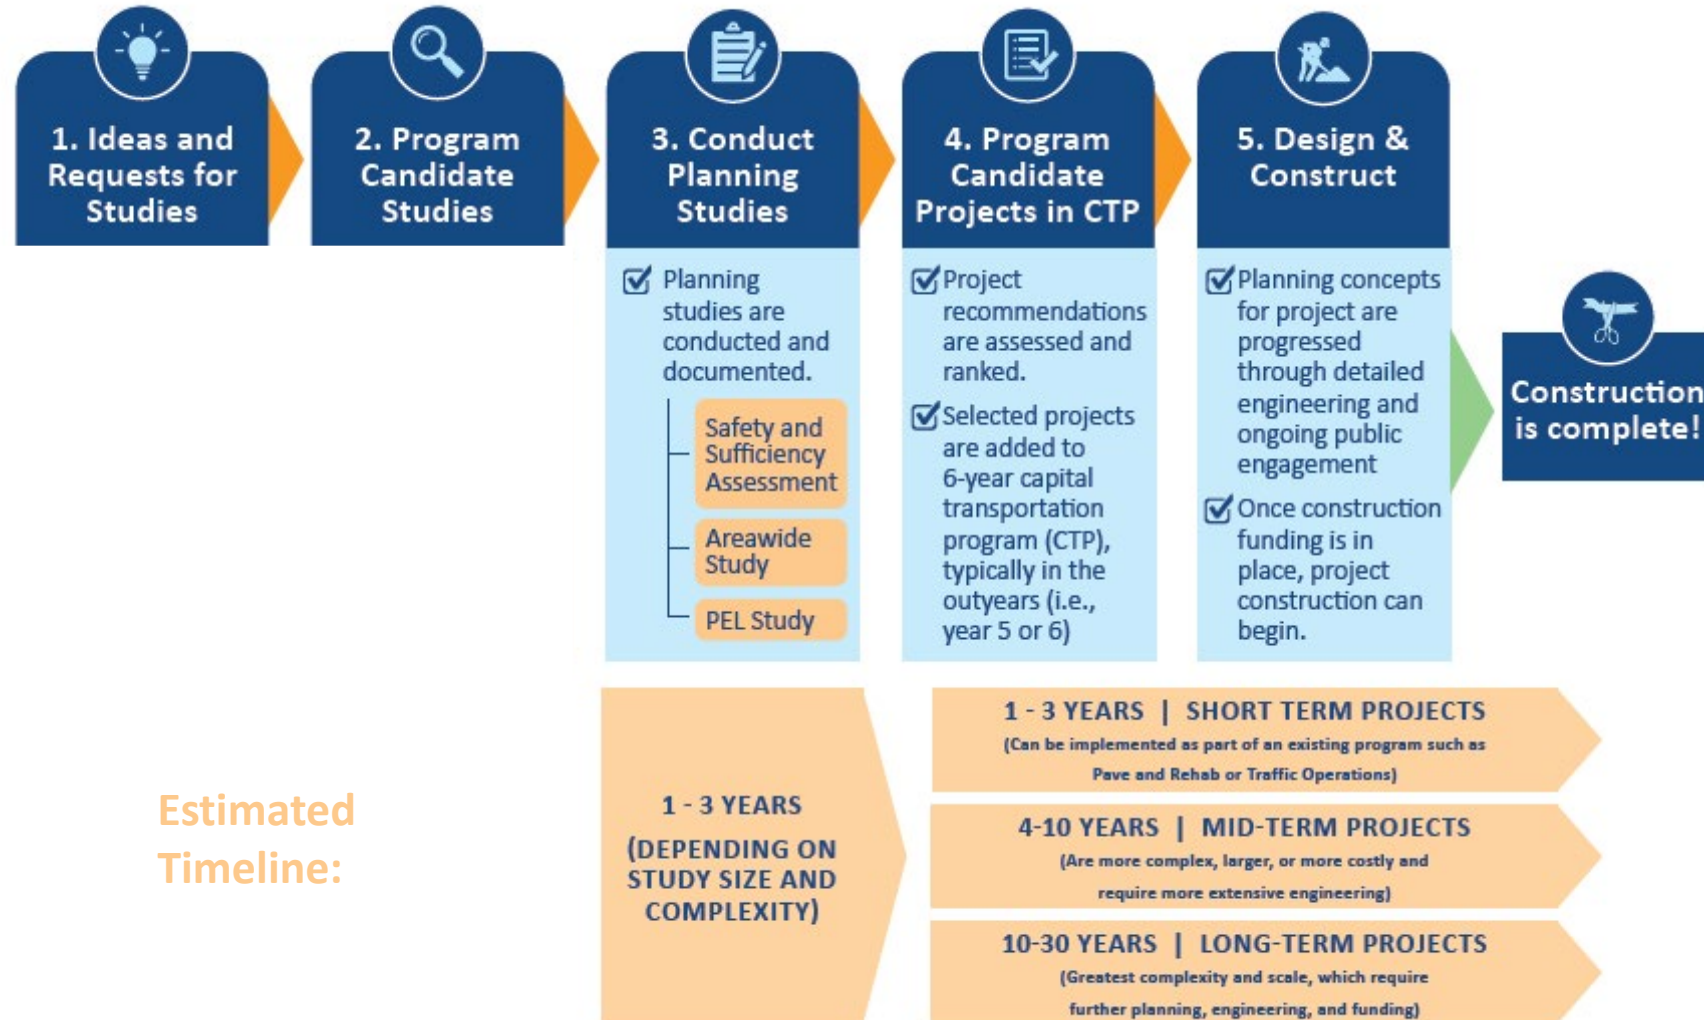 1. Ideas and
Requests for
Studies
2. Program
Candidate
Studies
3. Conduct
Planning
Studies
4. Program
Candidate
Projects in CTP
5. Design &
Construct
Planning
studies are
conducted and
documented.
Safety and
Sufficiency
Assessment
Areawide
Study
PEL Study
Project
recommendations
are assessed and
ranked.
Selected projects
are added to
6-year capital
transportation
program (CTP),
typically in the
outyears (i.e.,
year 5 or 6)
Planning concepts
for project are
progressed
through detailed
engineering and
ongoing public
engagement
Once construction
funding is in
place, project
construction can
begin.
Construction
is complete!
Estimated
Timeline:
1 - 3 YEARS
(DEPENDING ON
STUDY SIZE AND
COMPLEXITY)
1 - 3 YEARS | SHORT TERM PROJECTS
(Can be implemented as part of an existing program such as
Pave and Rehab or Traffic Operations)
4-10 YEARS | MID-TERM PROJECTS
(Are more complex, larger, or more costly and
require more extensive engineering)
10-30 YEARS | LONG-TERM PROJECTS
(Greatest complexity and scale, which require
further planning, engineering, and funding)